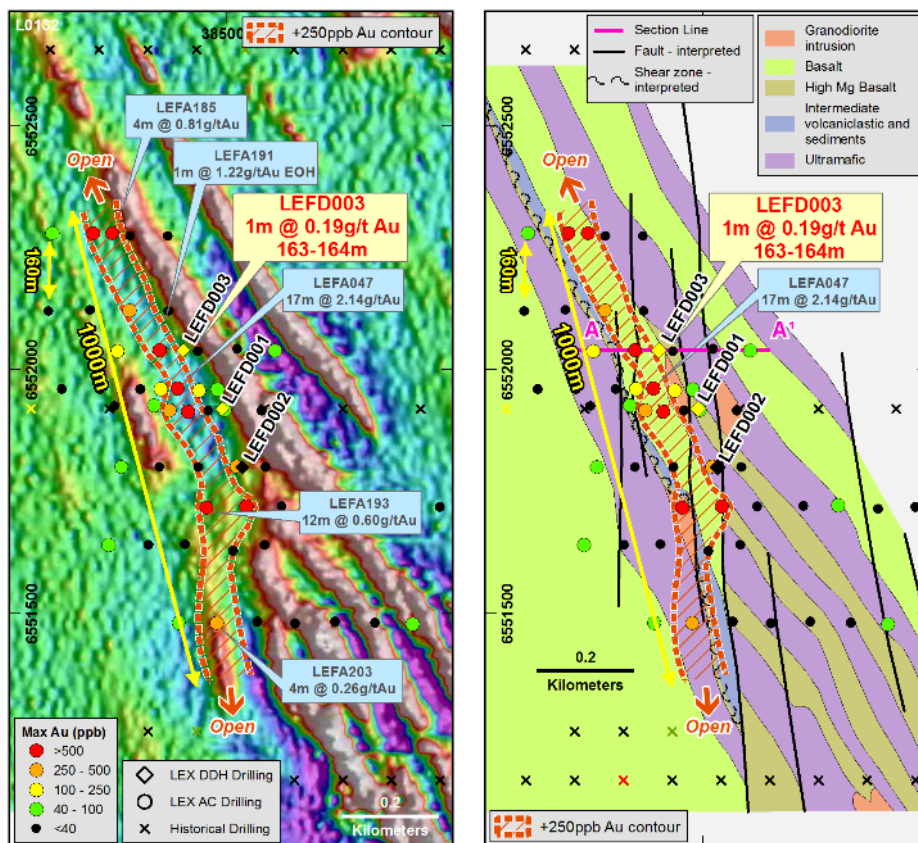 L0132
38500
+250ppb Au contour
LEFA185
4m @ 0.81g/tAu
Open
LEFA191
1m @ 1.22g/tAu EOH
LEFD003
1m @ 0.19g/t Au
163-164m
LEFA047
17m @ 2.14g/tAu
6552500
160m
1000m
LEFD003
LEFD001
LEFD002
6552000
LEFA193
12m @ 0.60g/tAu
6551500
LEFA203
4m @ 0.26g/tAu
Open
Max Au (ppb)
>500
250 - 500
100 - 250
40 - 100
<40
LEX DDH Drilling
LEX AC Drilling
Historical Drilling
0.2
Kilometers
Section Line
Fault - interpreted
Shear zone -
interpreted
Granodiorite
intrusion
Basalt
High Mg Basalt
Intermediate
volcaniclastic and
sediments
Ultramafic
6552500
Open
LEFD003
1m @ 0.19g/t Au
163-164m
LEFA047
17m @ 2.14g/tAu
160m
1000m
A
A¹
LEFD003
LEFD001
LEFD002
6552000
6551500
0.2
Kilometers
Open
+250ppb Au contour